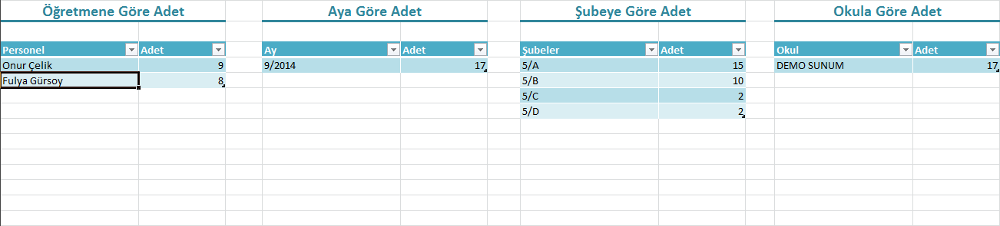 Öğretmene Göre Adet Aya Göre Adet Şubeye Göre Adet Okula Göre Adet
Personel Adet Ay Adet Şubeler Adet Okul Adet
Onur Çelik 9 9/2014 17 5/A 15 DEMO SUNUM 17
Fulya Gürsoy 8 5/B 10
5/C 2
5/D 2